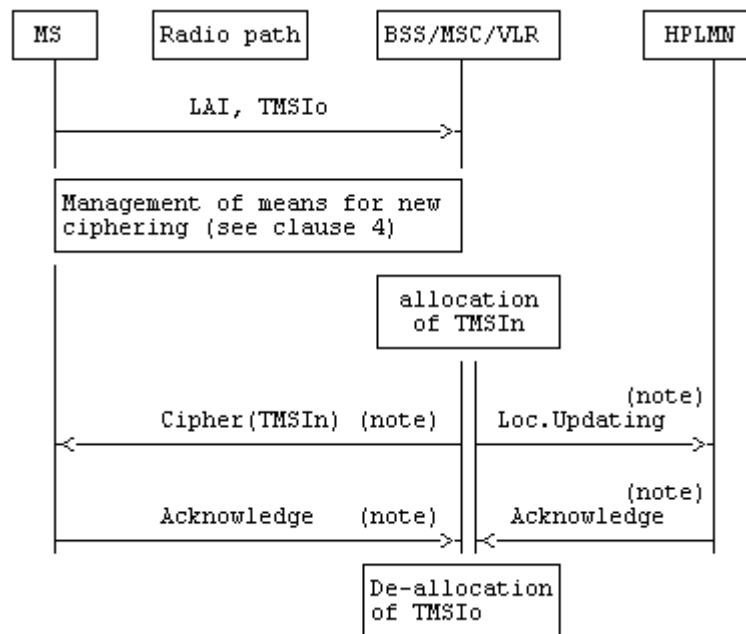 MS
Radio path
BSS/MSC/VLR
HPLMN
LAI, TMSIo
Management of means for new
ciphering (see clause 4)
allocation
of TMSIn
(note)
Cipher(TMSIn) (note)
Loc.Updating
(note)
Acknowledge (note)
Acknowledge
De-allocation
of TMSIo